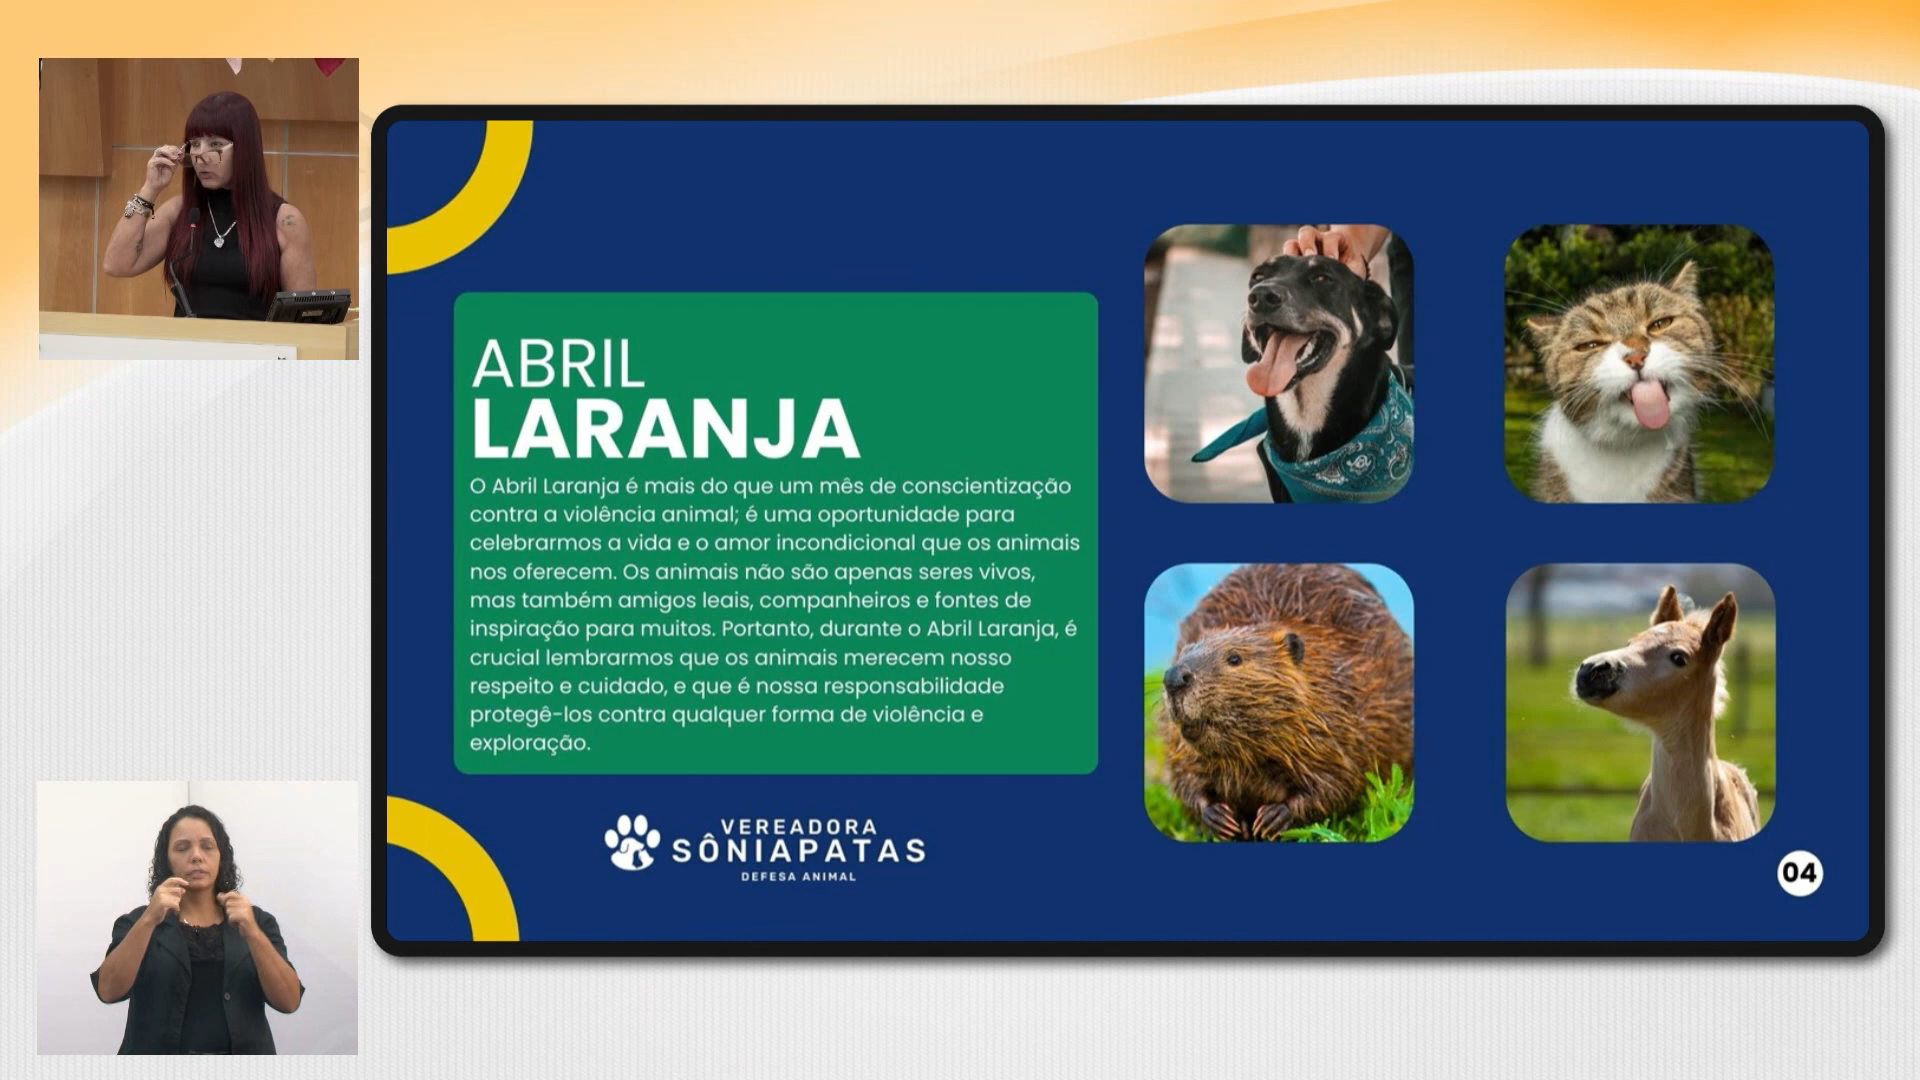 ABRIL
LARANJA
O Abril Laranja é mais do que um mês de conscientização
contra a violência animal; é uma oportunidade para
celebrarmos a vida e o amor incondicional que os animais
nos oferecem. Os animais não são apenas seres vivos,
mas também amigos leais, companheiros e fontes de
inspiração para muitos. Portanto, durante o Abril Laranja, é
crucial lembrarmos que os animais merecem nosso
respeito e cuidado, e que é nossa responsabilidade
protegê-los contra qualquer forma de violência e
exploração.
VEREADORA
SÔNIAPATAS
DEFESA ANIMAL
04